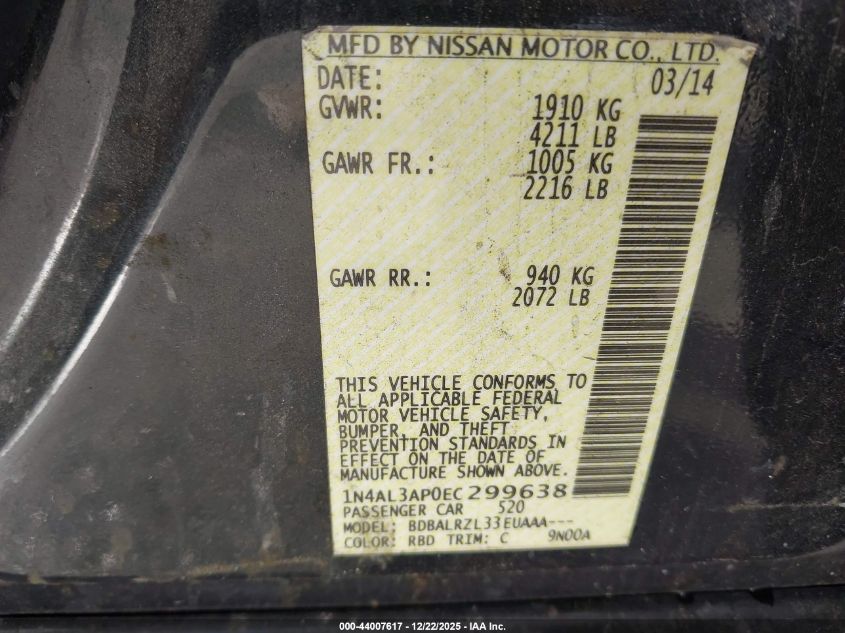 MFD BY NISSAN MOTOR CO., LTD.
DATE: 03/14
GVWR: 1910 KG
4211 LB
GAWR FR.: 1005 KG
2216 LB
GAWR RR.: 940 KG
2072 LB
THIS VEHICLE CONFORMS TO
ALL APPLICABLE FEDERAL
MOTOR VEHICLE SAFETY,
BUMPER, AND THEFT
PREVENTION STANDARDS IN
EFFECT ON THE DATE OF
MANUFACTURE SHOWN ABOVE.
1N4AL3AP0EC299638
PASSENGER CAR 520
MODEL: BDBALRZL33EUAAA---
COLOR: RBD TRIM: C 9N00A
000-44007617 - 12/22/2025 - IAA Inc.